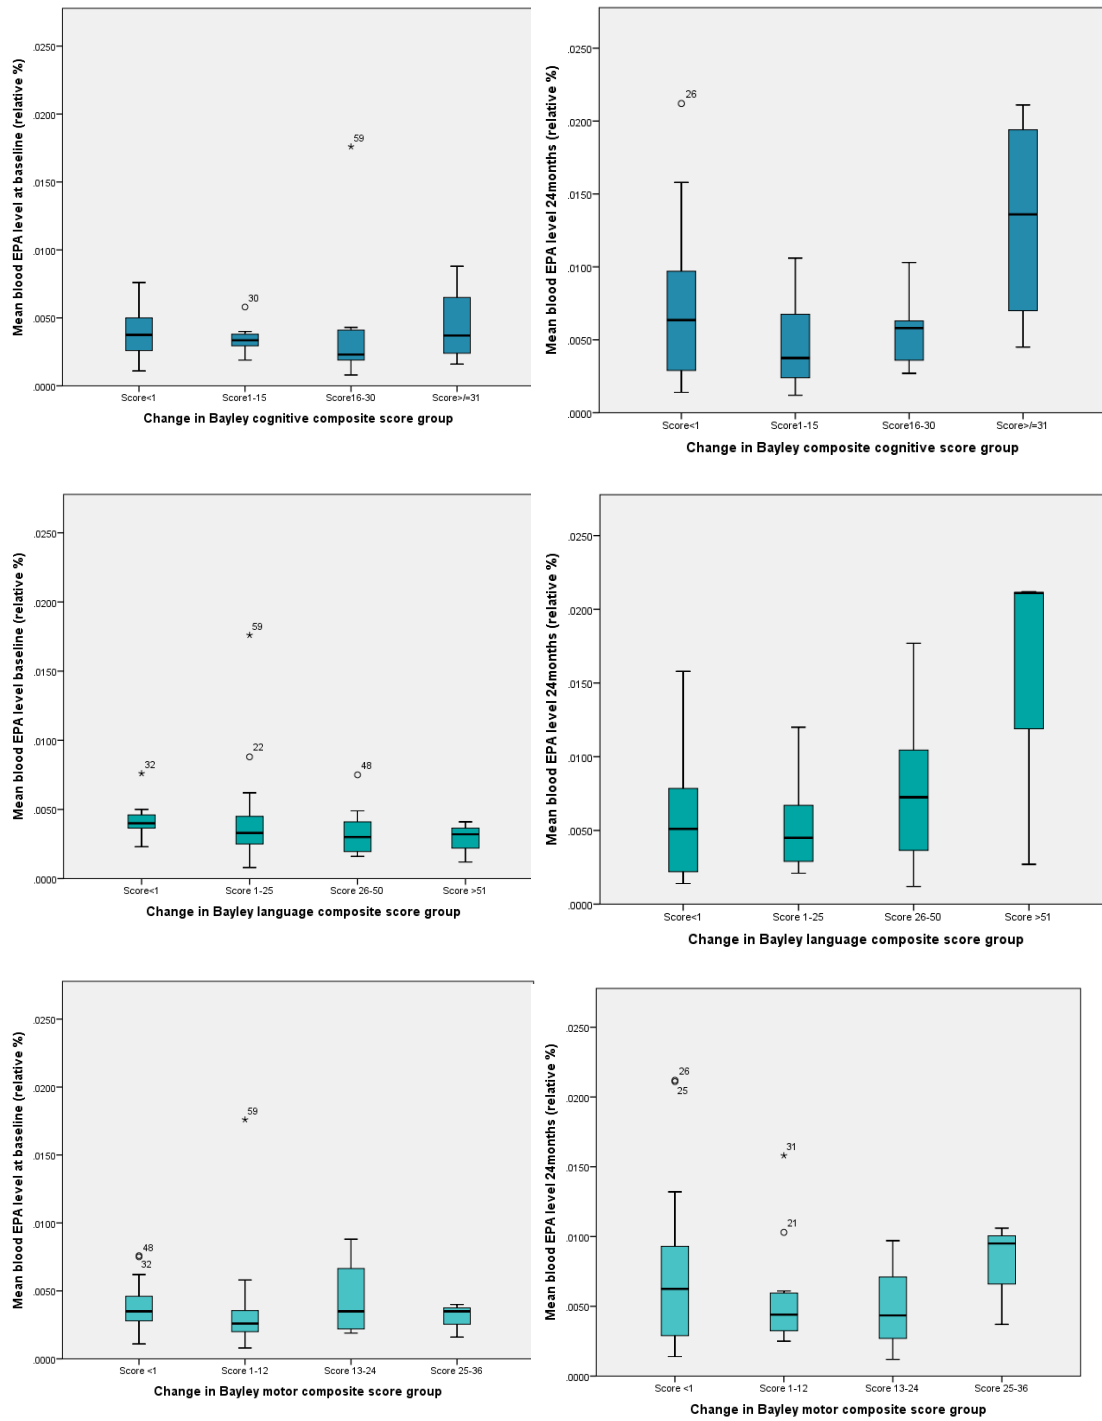 Mean blood EPA level at baseline (relative %)
.0250
.0200
.0150
.0100
.0050
.0000
59
*
30
Score<1
Score1-15
Score16-30
Score>/=31
Change in Bayley cognitive composite score group
Mean blood EPA level 24months (relative %)
.0250
.0200
.0150
.0100
.0050
.0000
26
Score<1
Score1-15
Score16-30
Score>/=31
Change in Bayley composite cognitive score group
Mean blood EPA level baseline (relative %)
.0250
.0200
.0150
.0100
.0050
.0000
59
*
32
*
22
48
Score<1
Score 1-25
Score 26-50
Score >51
Change in Bayley language composite score group
Mean blood EPA level 24months (relative %)
.0250
.0200
.0150
.0100
.0050
.0000
Score<1
Score 1-25
Score 26-50
Score >51
Change in Bayley language composite score group
Mean blood EPA level at baseline (relative %)
.0250
.0200
.0150
.0100
.0050
.0000
59
*
48
32
Score <1
Score 1-12
Score 13-24
Score 25-36
Change in Bayley motor composite score group
Mean blood EPA level 24months (relative %)
.0250
.0200
.0150
.0100
.0050
.0000
26
25
31
*
21
Score <1
Score 1-12
Score 13-24
Score 25-36
Change in Bayley motor composite score group